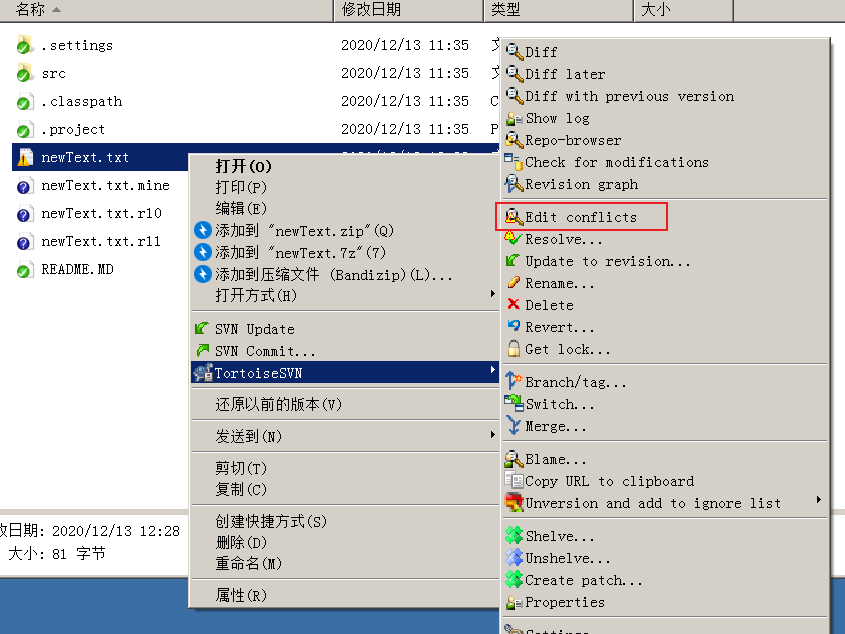 名称 修改日期 类型 大小
.settings 2020/12/13 11:35
src 2020/12/13 11:35
.classpath 2020/12/13 11:35 C
.project 2020/12/13 11:35 P
newText.txt
newText.txt.mine
newText.txt.r10
newText.txt.r11
README.MD
打开(O)
打印(P)
编辑(E)
添加到 "newText.zip"(Q)
添加到 "newText.7z"(7)
添加到压缩文件 (Bandizip)(L)...
打开方式(H)
SVN Update
SVN Commit...
TortoiseSVN
还原以前的版本(V)
发送到(N)
剪切(T)
复制(C)
创建快捷方式(S)
删除(D)
重命名(M)
属性(R)
Diff
Diff later
Diff with previous version
Show log
Repo-browser
Check for modifications
Revision graph
Edit conflicts
Resolve...
Update to revision...
Rename...
Delete
Revert...
Get lock...
Branch/tag...
Switch...
Merge...
Blame...
Copy URL to clipboard
Unversion and add to ignore list
Shelve...
Unshelve...
Create patch...
Properties
Settings
改日期: 2020/12/13 12:28
大小: 81 字节